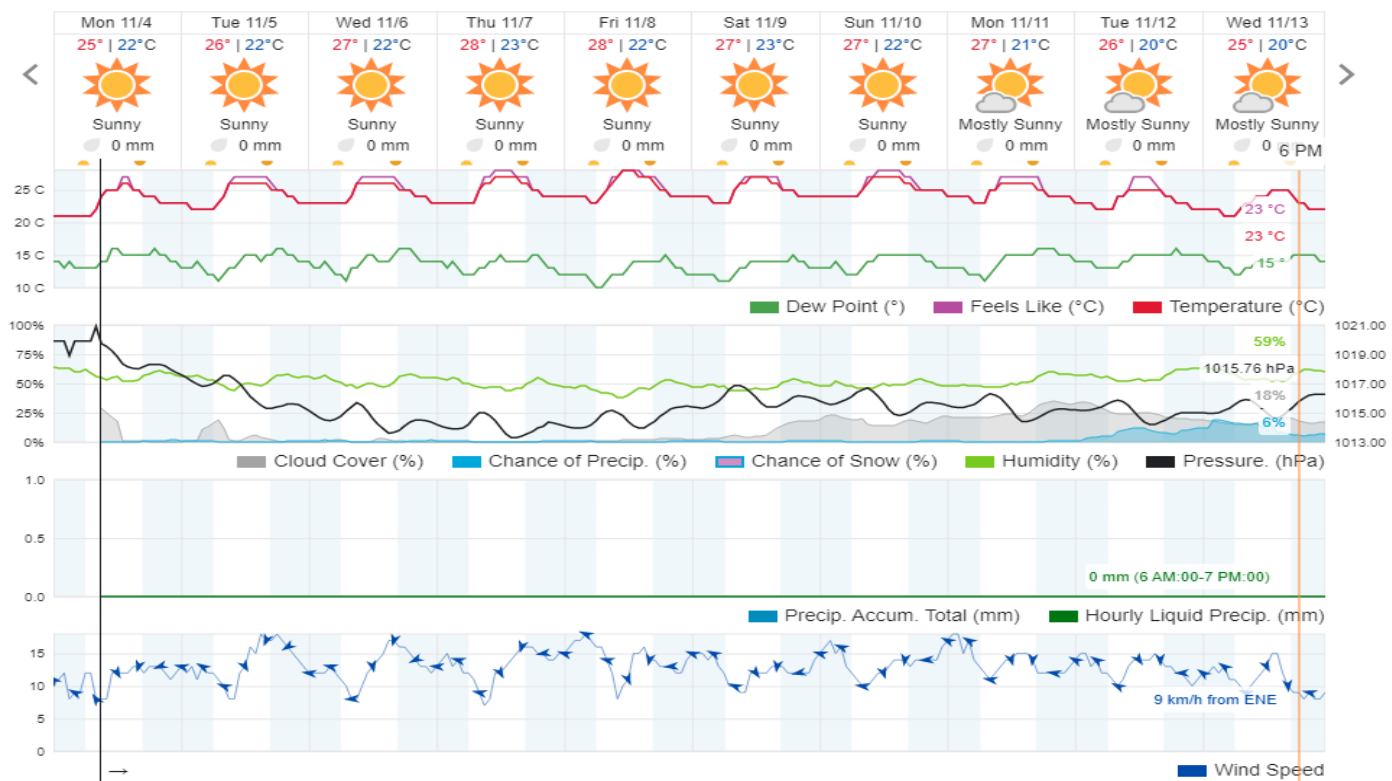 Mon 11/4 Tue 11/5 Wed 11/6 Thu 11/7 Fri 11/8 Sat 11/9 Sun 11/10 Mon 11/11 Tue 11/12 Wed 11/13
25° | 22°C 26° | 22°C 27° | 22°C 28° | 23°C 28° | 22°C 27° | 23°C 27° | 22°C 27° | 21°C 26° | 20°C 25° | 20°C
Sunny Sunny Sunny Sunny Sunny Sunny Sunny Mostly Sunny Mostly Sunny Mostly Sunny
0 mm 0 mm 0 mm 0 mm 0 mm 0 mm 0 mm 0 mm 0 mm 0
6 PM
25 C
20 C
15 C
10 C
23 °C
23 °C
15 °
Dew Point (°) Feels Like (°C) Temperature (°C)
100% 1021.00
75% 1019.00
50% 1017.00
25% 1015.00
0% 1013.00
59%
1015.76 hPa
18%
6%
Cloud Cover (%) Chance of Precip. (%) Chance of Snow (%) Humidity (%) Pressure. (hPa)
1.0
0.5
0.0
0 mm (6 AM:00-7 PM:00)
Precip. Accum. Total (mm) Hourly Liquid Precip. (mm)
15
10
5
0
9 km/h from ENE
→
Wind Speed